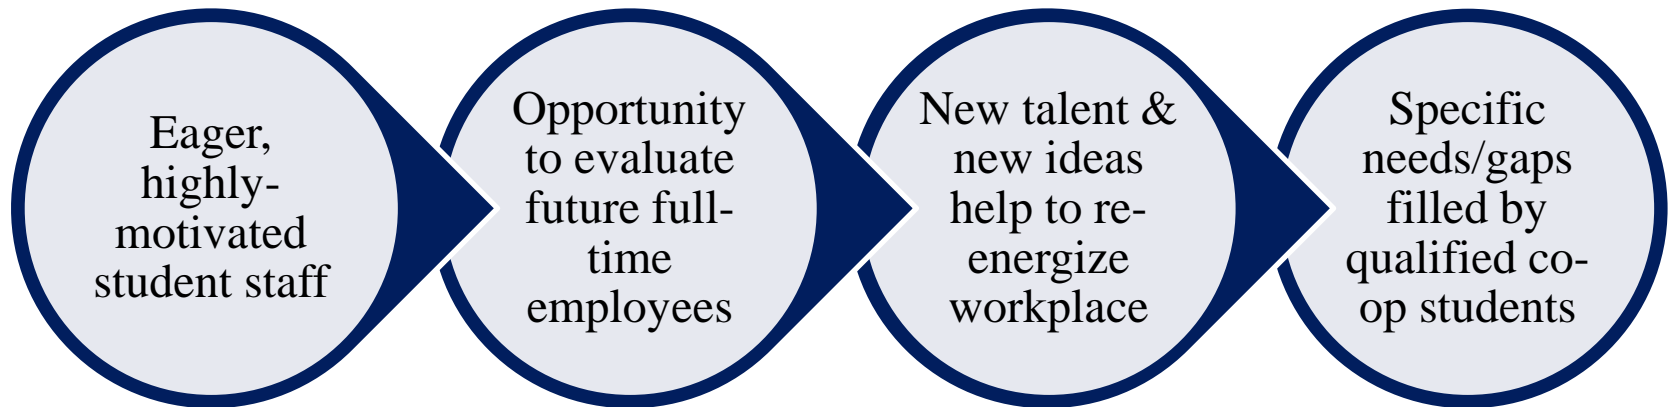 Eager,
highly-
motivated
student staff
Opportunity
to evaluate
future full-
time
employees
New talent &
new ideas
help to re-
energize
workplace
Specific
needs/gaps
filled by
qualified co-
op students